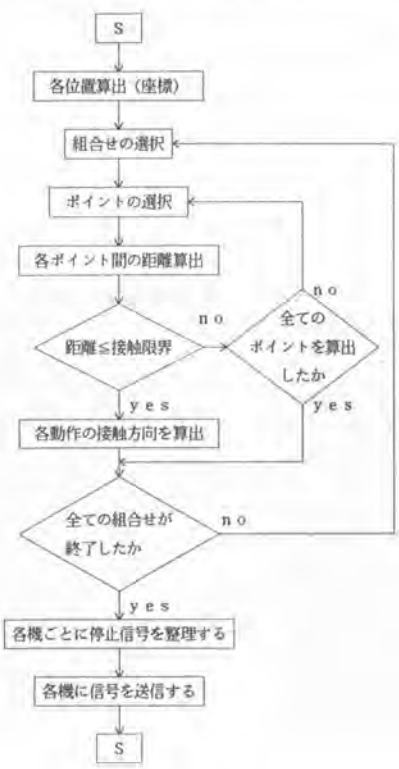 S
各位置算出（座標）
組合せの選択
ポイントの選択
各ポイント間の距離算出
no
距離≦接触限界
no
全ての
ポイントを算出
したか
yes
yes
各動作の接触方向を算出
全ての組合せが
終了したか
no
yes
各機ごとに停止信号を整理する
各機に信号を送信する
S